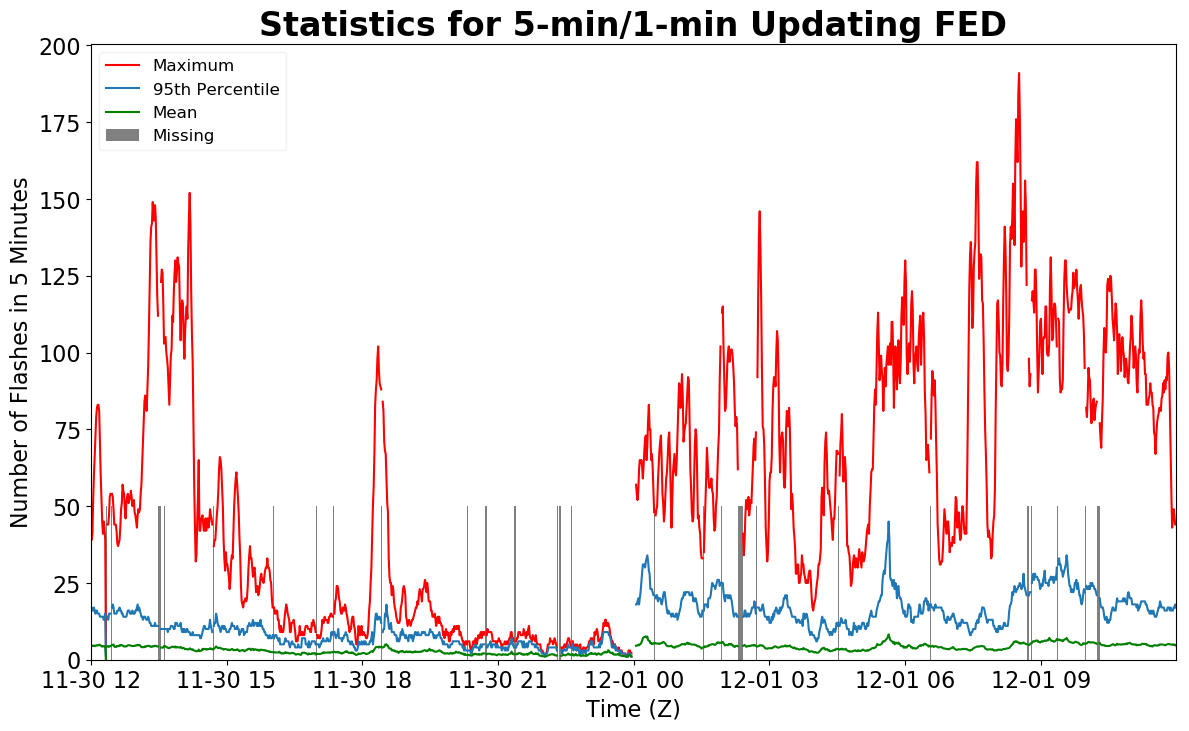 Statistics for 5-min/1-min Updating FED
Maximum
95th Percentile
Mean
Missing
Number of Flashes in 5 Minutes
200
175
150
125
100
75
50
25
0
11-30 12
11-30 15
11-30 18
11-30 21
12-01 00
12-01 03
12-01 06
12-01 09
Time (Z)